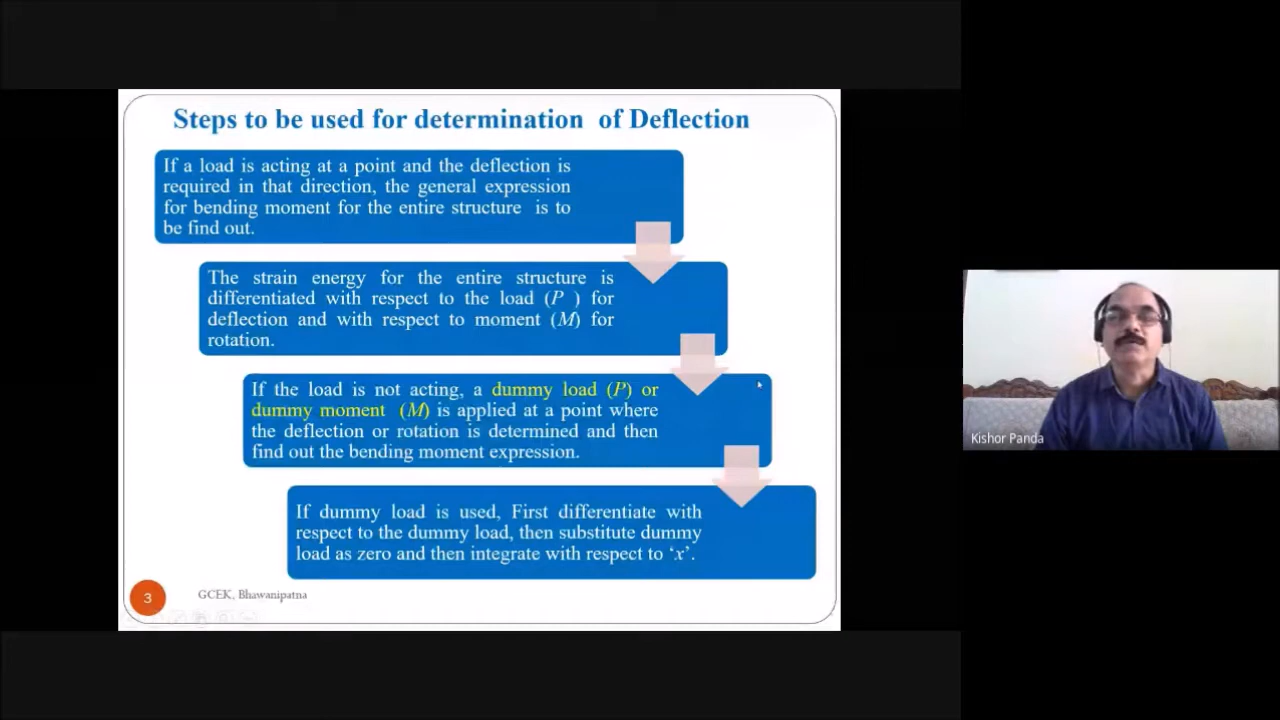 Steps to be used for determination of Deflection
If a load is acting at a point and the deflection is
required in that direction, the general expression
for bending moment for the entire structure is to
be find out.
The strain energy for the entire structure is
differentiated with respect to the load (P ) for
deflection and with respect to moment (M) for
rotation.
If the load is not acting, a dummy load (P) or
dummy moment (M) is applied at a point where
the deflection or rotation is determined and then
find out the bending moment expression.
If dummy load is used, First differentiate with
respect to the dummy load, then substitute dummy
load as zero and then integrate with respect to ‘x’.
3
GCEK, Bhawanipatna
Kishor Panda